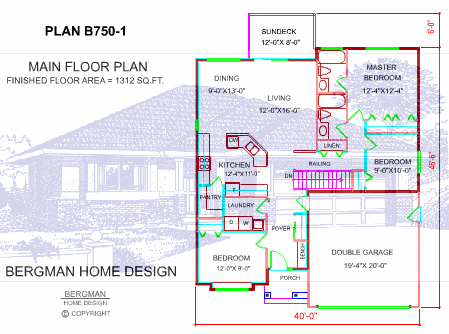 PLAN B750-1
SUNDECK
12'-0"X 8'-0"
6'-0"
MAIN FLOOR PLAN
FINISHED FLOOR AREA = 1312 SQ.FT.
DINING
9'-0"X13'-0"
LIVING
12'-0"X16'-0"
MASTER
BEDROOM
12'-4"X12'-4"
LINEN
DW
KITCHEN
12'-4"X11'-0"
RAILING
BEDROOM
9'-0"X10'-0"
DN
PANTRY
F
LAUNDRY
D
W
FOYER
BENCH
DOUBLE GARAGE
19'-4"X 20'-0"
BEDROOM
12'-0"X 9'-0"
PORCH
BERGMAN HOME DESIGN
BERGMAN
HOME DESIGN
© COPYRIGHT
40'-0"